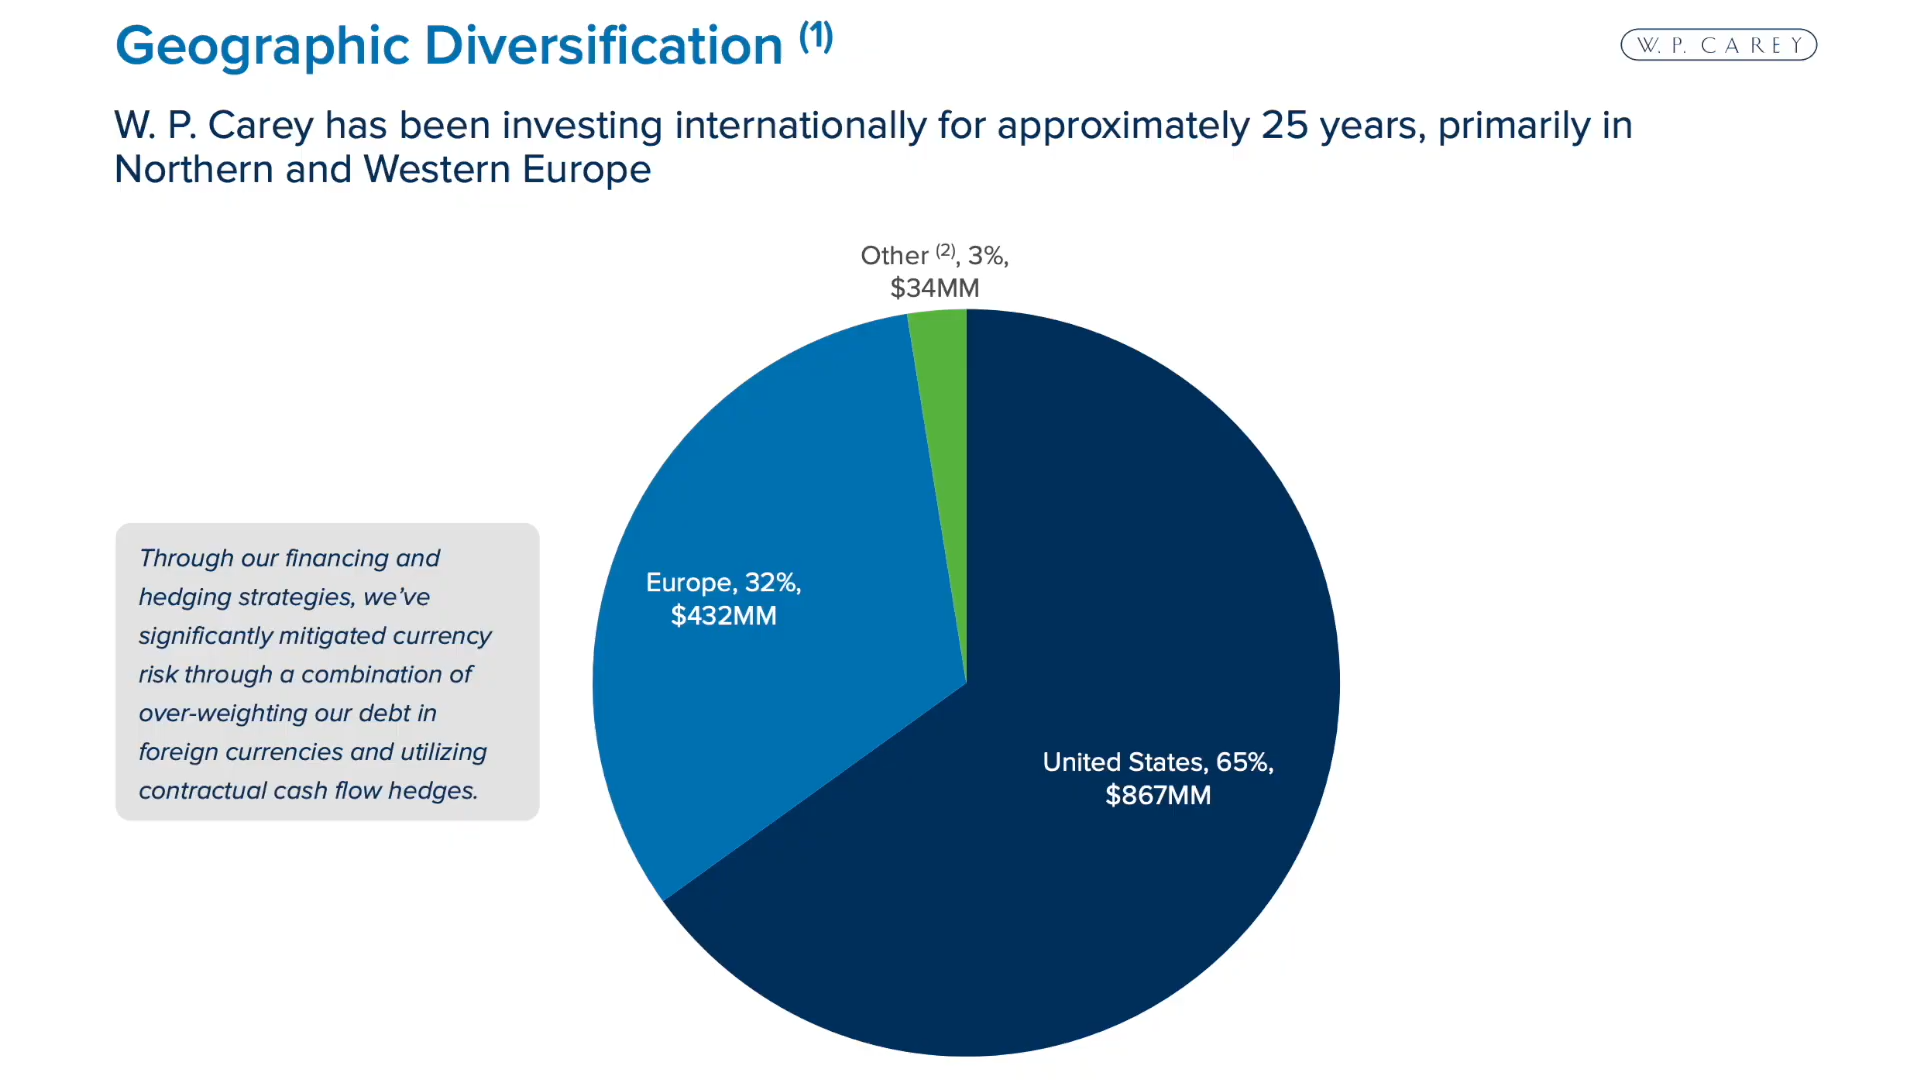 Geographic Diversification (1)
W. P. CAREY
W. P. Carey has been investing internationally for approximately 25 years, primarily in
Northern and Western Europe
Other (2), 3%,
$34MM
Europe, 32%,
$432MM
United States, 65%,
$867MM
Through our financing and
hedging strategies, we’ve
significantly mitigated currency
risk through a combination of
over-weighting our debt in
foreign currencies and utilizing
contractual cash flow hedges.